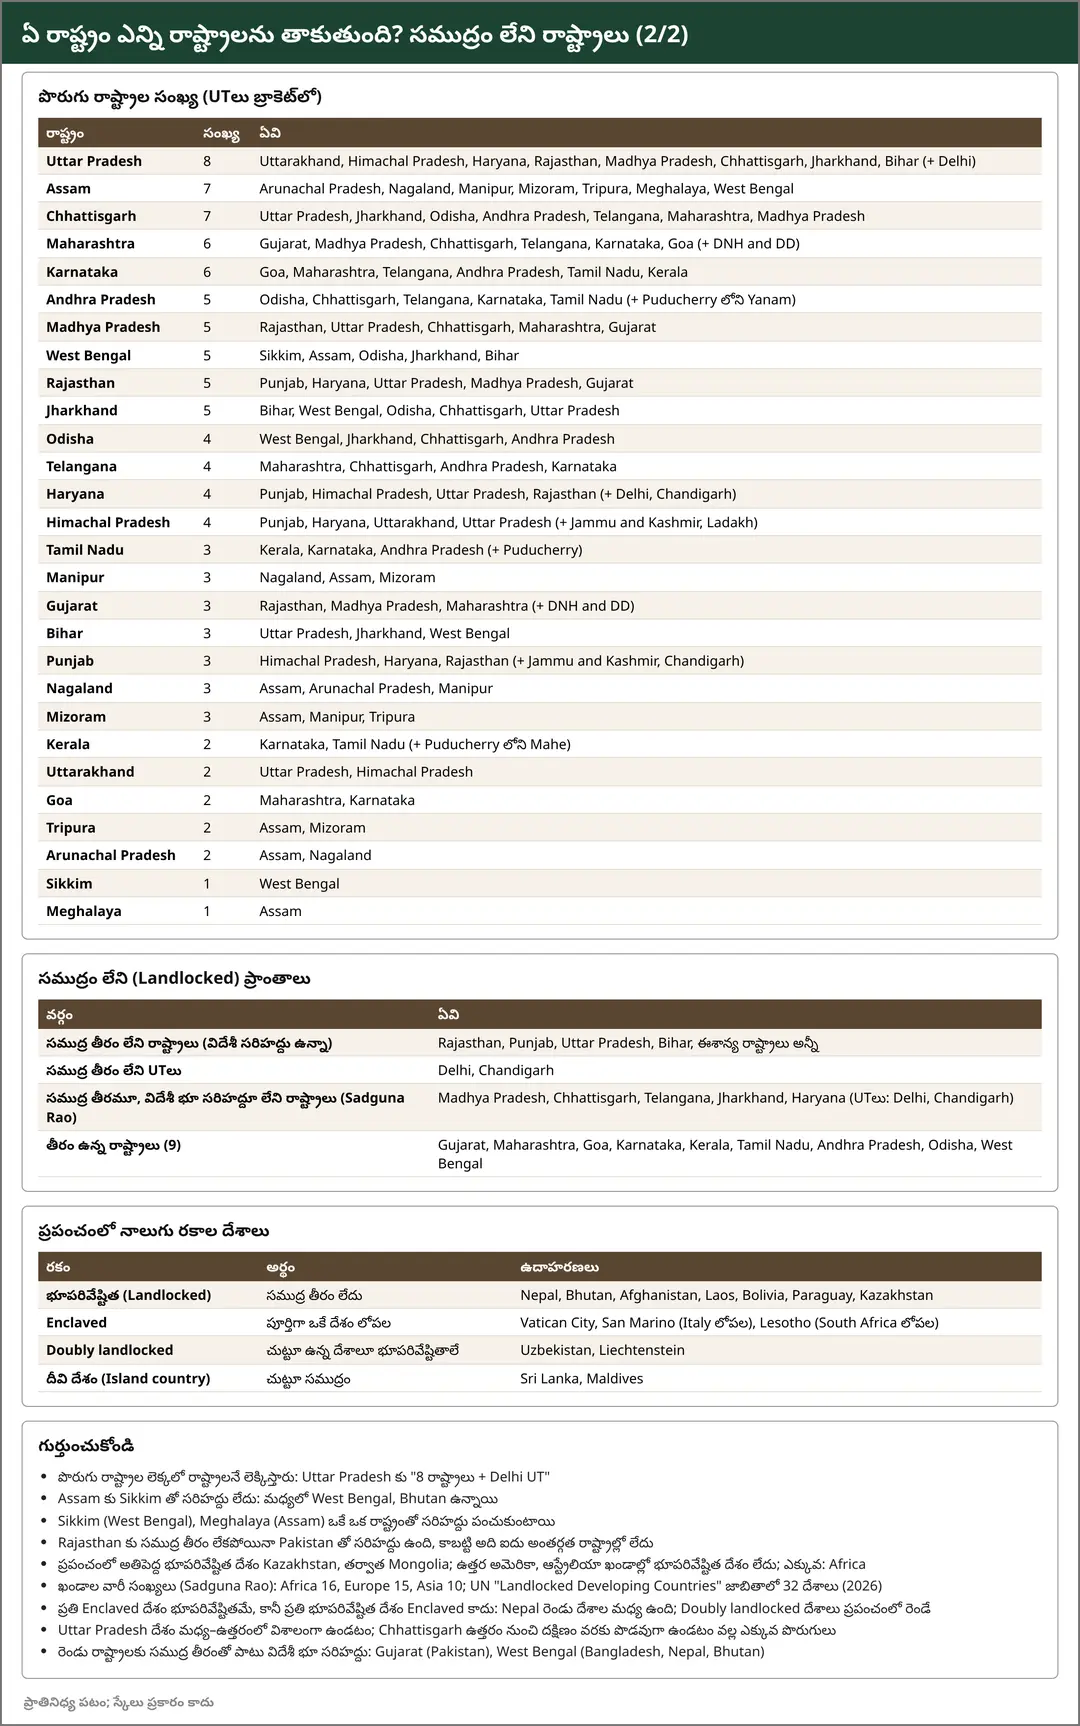 ఏ రాష్ట్రం ఎన్ని రాష్ట్రాలను తాకుతుంది? సముద్రం లేని రాష్ట్రాలు (2/2)
పొరుగు రాష్ట్రాల సంఖ్య (UTలు బ్రాకెట్‌లో)
రాష్ట్రం సంఖ్య ఏవి
Uttar Pradesh 8 Uttarakhand, Himachal Pradesh, Haryana, Rajasthan, Madhya Pradesh, Chhattisgarh, Jharkhand, Bihar (+ Delhi)
Assam 7 Arunachal Pradesh, Nagaland, Manipur, Mizoram, Tripura, Meghalaya, West Bengal
Chhattisgarh 7 Uttar Pradesh, Jharkhand, Odisha, Andhra Pradesh, Telangana, Maharashtra, Madhya Pradesh
Maharashtra 6 Gujarat, Madhya Pradesh, Chhattisgarh, Telangana, Karnataka, Goa (+ DNH and DD)
Karnataka 6 Goa, Maharashtra, Telangana, Andhra Pradesh, Tamil Nadu, Kerala
Andhra Pradesh 5 Odisha, Chhattisgarh, Telangana, Karnataka, Tamil Nadu (+ Puducherry లోని Yanam)
Madhya Pradesh 5 Rajasthan, Uttar Pradesh, Chhattisgarh, Maharashtra, Gujarat
West Bengal 5 Sikkim, Assam, Odisha, Jharkhand, Bihar
Rajasthan 5 Punjab, Haryana, Uttar Pradesh, Madhya Pradesh, Gujarat
Jharkhand 5 Bihar, West Bengal, Odisha, Chhattisgarh, Uttar Pradesh
Odisha 4 West Bengal, Jharkhand, Chhattisgarh, Andhra Pradesh
Telangana 4 Maharashtra, Chhattisgarh, Andhra Pradesh, Karnataka
Haryana 4 Punjab, Himachal Pradesh, Uttar Pradesh, Rajasthan (+ Delhi, Chandigarh)
Himachal Pradesh 4 Punjab, Haryana, Uttarakhand, Uttar Pradesh (+ Jammu and Kashmir, Ladakh)
Tamil Nadu 3 Kerala, Karnataka, Andhra Pradesh (+ Puducherry)
Manipur 3 Nagaland, Assam, Mizoram
Gujarat 3 Rajasthan, Madhya Pradesh, Maharashtra (+ DNH and DD)
Bihar 3 Uttar Pradesh, Jharkhand, West Bengal
Punjab 3 Himachal Pradesh, Haryana, Rajasthan (+ Jammu and Kashmir, Chandigarh)
Nagaland 3 Assam, Arunachal Pradesh, Manipur
Mizoram 3 Assam, Manipur, Tripura
Kerala 2 Karnataka, Tamil Nadu (+ Puducherry లోని Mahe)
Uttarakhand 2 Uttar Pradesh, Himachal Pradesh
Goa 2 Maharashtra, Karnataka
Tripura 2 Assam, Mizoram
Arunachal Pradesh 2 Assam, Nagaland
Sikkim 1 West Bengal
Meghalaya 1 Assam
సముద్రం లేని (Landlocked) ప్రాంతాలు
వర్గం ఏవి
సముద్ర తీరం లేని రాష్ట్రాలు (విదేశీ సరిహద్దు ఉన్నా) Rajasthan, Punjab, Uttar Pradesh, Bihar, ఈశాన్య రాష్ట్రాలు అన్నీ
సముద్ర తీరం లేని UTలు Delhi, Chandigarh
సముద్ర తీరమూ, విదేశీ భూ సరిహద్దూ లేని రాష్ట్రాలు (Sadguna Rao) Madhya Pradesh, Chhattisgarh, Telangana, Jharkhand, Haryana (UTలు: Delhi, Chandigarh)
తీరం ఉన్న రాష్ట్రాలు (9) Gujarat, Maharashtra, Goa, Karnataka, Kerala, Tamil Nadu, Andhra Pradesh, Odisha, West Bengal
ప్రపంచంలో నాలుగు రకాల దేశాలు
రకం అర్థం ఉదాహరణలు
భూపరివేష్టిత (Landlocked) సముద్ర తీరం లేదు Nepal, Bhutan, Afghanistan, Laos, Bolivia, Paraguay, Kazakhstan
Enclaved పూర్తిగా ఒకే దేశం లోపల Vatican City, San Marino (Italy లోపల), Lesotho (South Africa లోపల)
Doubly landlocked చుట్టూ ఉన్న దేశాలూ భూపరివేష్టితాలే Uzbekistan, Liechtenstein
దీవి దేశం (Island country) చుట్టూ సముద్రం Sri Lanka, Maldives
గుర్తుంచుకోండి
• పొరుగు రాష్ట్రాల లెక్కలో రాష్ట్రాలనే లెక్కిస్తారు: Uttar Pradesh కు "8 రాష్ట్రాలు + Delhi UT"
• Assam కు Sikkim తో సరిహద్దు లేదు: మధ్యలో West Bengal, Bhutan ఉన్నాయి
• Sikkim (West Bengal), Meghalaya (Assam) ఒకే ఒక రాష్ట్రంతో సరిహద్దు పంచుకుంటాయి
• Rajasthan కు సముద్ర తీరం లేకపోయినా Pakistan తో సరిహద్దు ఉంది, కాబట్టి అది ఐదు అంతర్గత రాష్ట్రాల్లో లేదు
• ప్రపంచంలో అతిపెద్ద భూపరివేష్టిత దేశం Kazakhstan, తర్వాత Mongolia; ఉత్తర అమెరికా, ఆస్ట్రేలియా ఖండాల్లో భూపరివేష్టిత దేశం లేదు; ఎక్కువ: Africa
• ఖండాల వారీ సంఖ్యలు (Sadguna Rao): Africa 16, Europe 15, Asia 10; UN "Landlocked Developing Countries" జాబితాలో 32 దేశాలు (2026)
• ప్రతి Enclaved దేశం భూపరివేష్టితమే, కానీ ప్రతి భూపరివేష్టిత దేశం Enclaved కాదు: Nepal రెండు దేశాల మధ్య ఉంది; Doubly landlocked దేశాలు ప్రపంచంలో రెండే
• Uttar Pradesh దేశం మధ్య–ఉత్తరంలో విశాలంగా ఉండటం; Chhattisgarh ఉత్తరం నుంచి దక్షిణం వరకు పొడవుగా ఉండటం వల్ల ఎక్కువ పొరుగులు
• రెండు రాష్ట్రాలకు సముద్ర తీరంతో పాటు విదేశీ భూ సరిహద్దు: Gujarat (Pakistan), West Bengal (Bangladesh, Nepal, Bhutan)
ప్రాతినిధ్య పటం; స్కేలు ప్రకారం కాదు